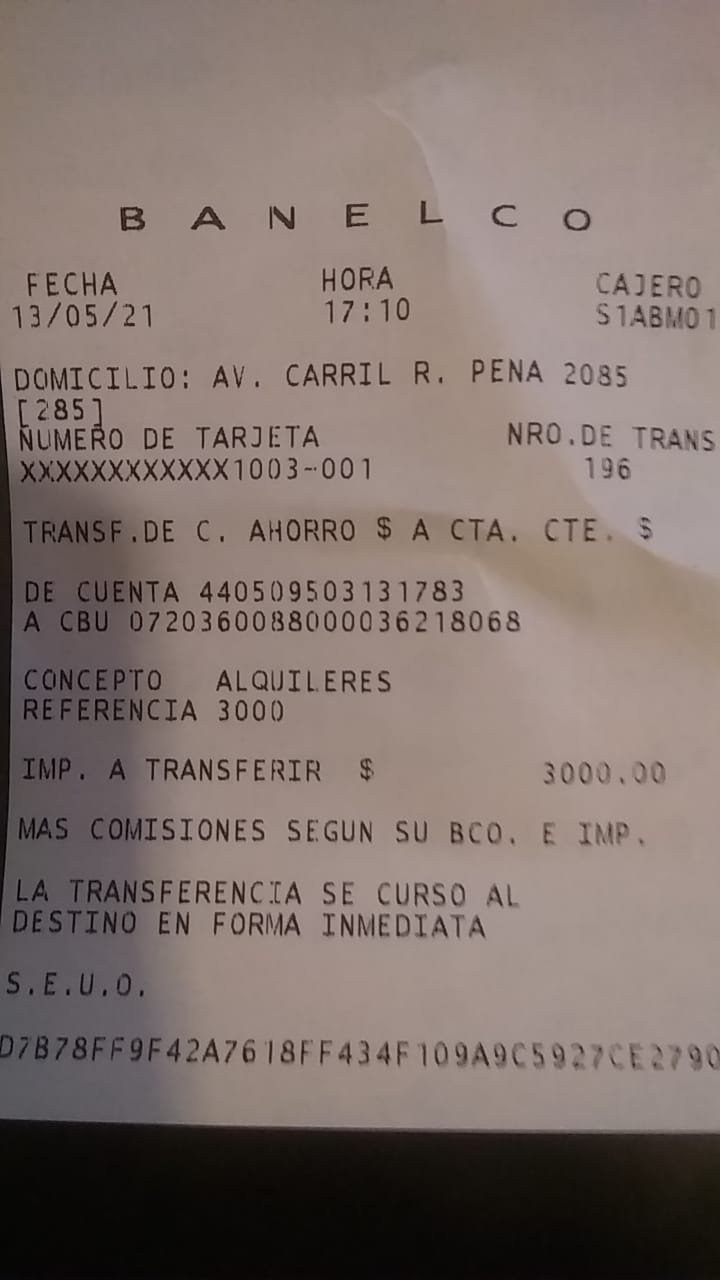 B A N E L C O
FECHA HORA CAJERO
13/05/21 17:10 S1ABM01
DOMICILIO: AV. CARRIL R. PENA 2085
[285]
NUMERO DE TARJETA NRO.DE TRANS
XXXXXXXXXXXX1003-001 196
TRANSF.DE C. AHORRO $ A CTA. CTE. $
DE CUENTA 440509503131783
A CBU 0720360088000036218068
CONCEPTO ALQUILERES
REFERENCIA 3000
IMP. A TRANSFERIR $ 3000.00
MAS COMISIONES SEGUN SU BCO. E IMP.
LA TRANSFERENCIA SE CURSO AL
DESTINO EN FORMA INMEDIATA
S.E.U.O.
D7B78FF9F42A7618FF434F109A9C5927CE2790